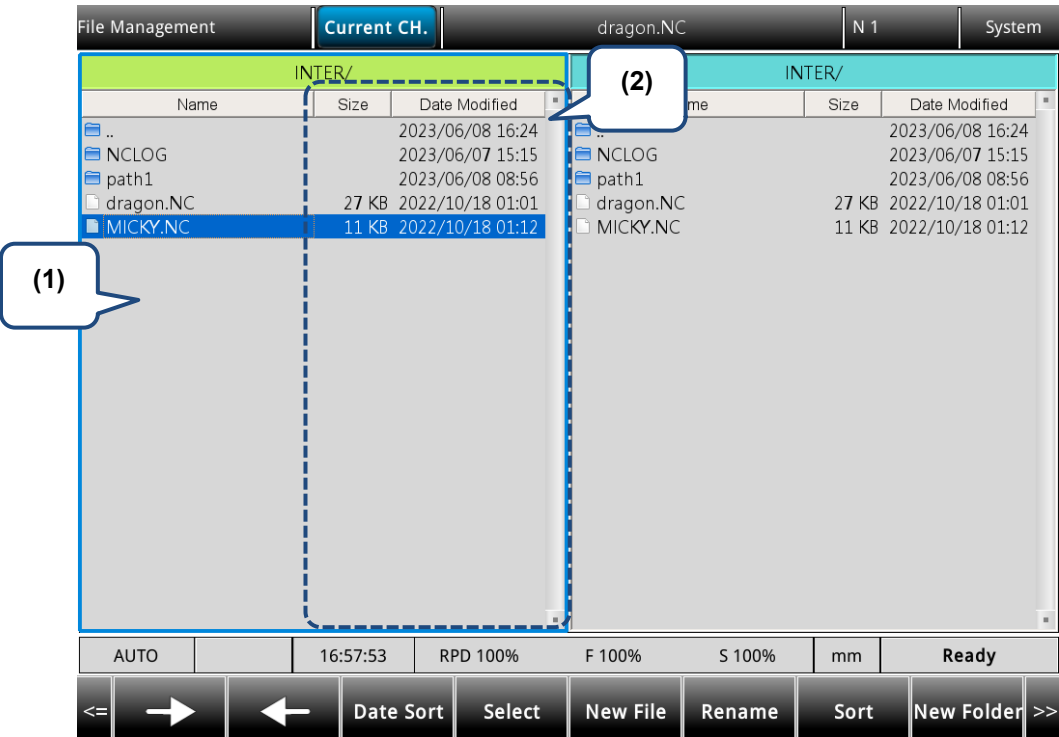 File Management Current CH. dragon.NC N 1 System
INTER/ INTER/
(2)
Name Size Date Modified me Size Date Modified
.. 2023/06/08 16:24 .. 2023/06/08 16:24
NCLOG 2023/06/07 15:15 NCLOG 2023/06/07 15:15
path1 2023/06/08 08:56 path1 2023/06/08 08:56
dragon.NC 27 KB 2022/10/18 01:01 dragon.NC 27 KB 2022/10/18 01:01
MICKY.NC 11 KB 2022/10/18 01:12 MICKY.NC 11 KB 2022/10/18 01:12
(1)
AUTO 16:57:53 RPD 100% F 100% S 100% mm Ready
<= Date Sort Select New File Rename Sort New Folder >>